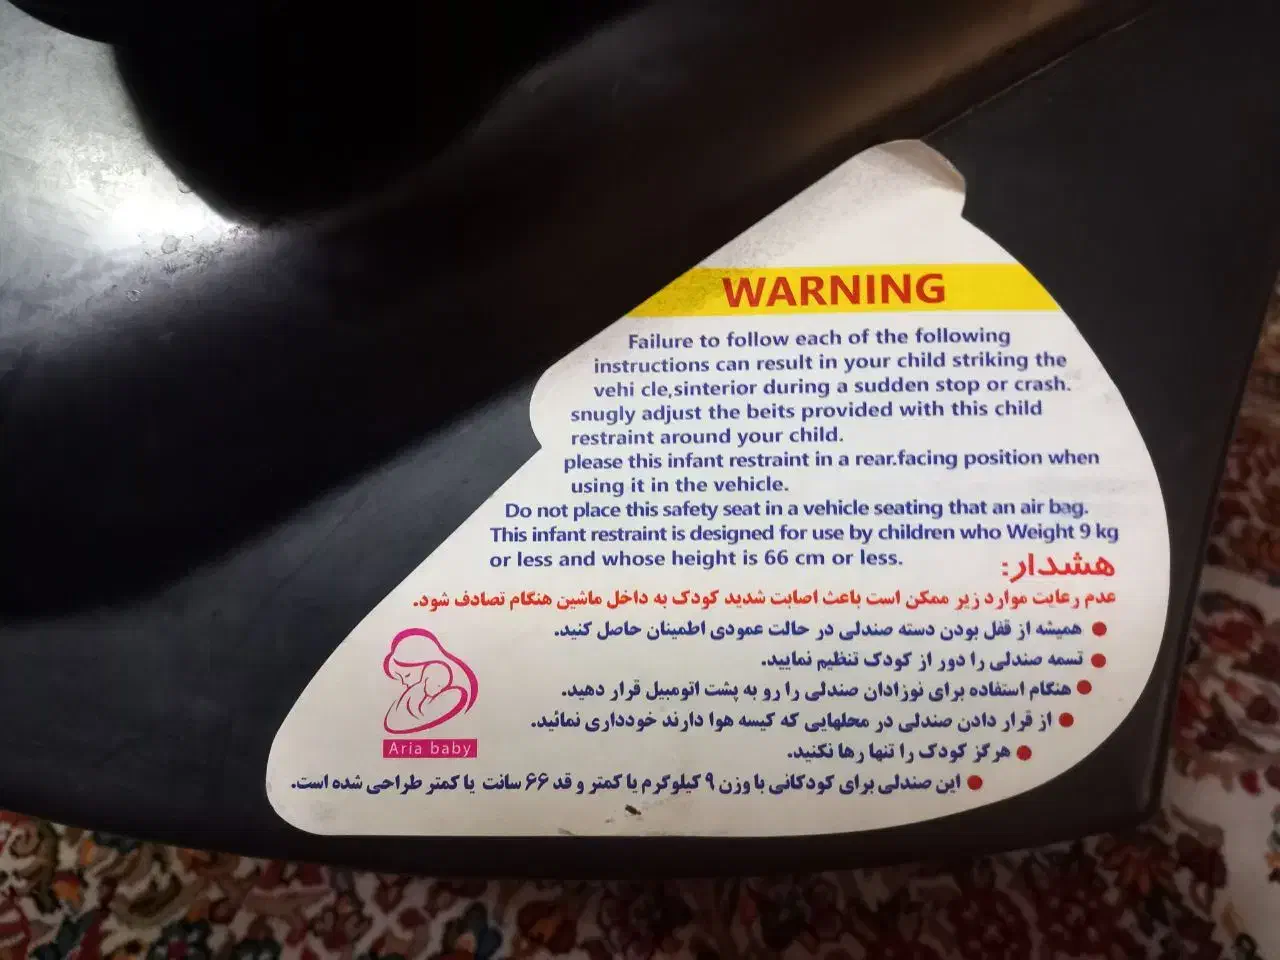 WARNING
Failure to follow each of the following
instructions can result in your child striking the
vehi cle,sinterior during a sudden stop or crash.
snugly adjust the beits provided with this child
restraint around your child.
please this infant restraint in a rear.facing position when
using it in the vehicle.
Do not place this safety seat in a vehicle seating that an air bag.
This infant restraint is designed for use by children who Weight 9 kg
or less and whose height is 66 cm or less.
هشدار:
عدم رعایت موارد زیر ممکن است باعث اصابت شدید کودک به داخل ماشین هنگام تصادف شود.
همیشه از قفل بودن دسته صندلی در حالت عمودی اطمینان حاصل کنید.
تسمه صندلی را دور از کودک تنظیم نمایید.
هنگام استفاده برای نوزادان صندلی را رو به پشت اتومبیل قرار دهید.
از قرار دادن صندلی در محلهایی که کیسه هوا دارند خودداری نمائید.
هرگز کودک را تنها رها نکنید.
این صندلی برای کودکانی با وزن ۹ کیلوگرم یا کمتر و قد ۶۶ سانت یا کمتر طراحی شده است.
Aria baby